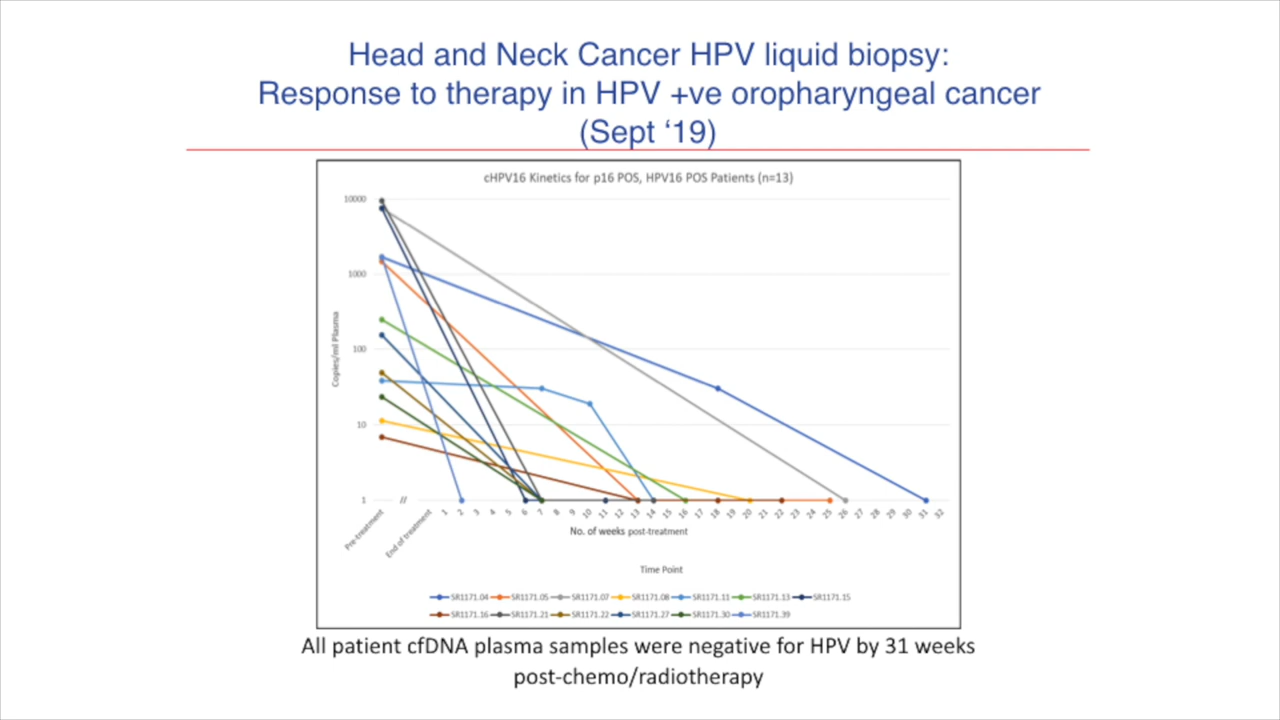 Head and Neck Cancer HPV liquid biopsy:
Response to therapy in HPV +ve oropharyngeal cancer
(Sept ‘19)
cHPV16 Kinetics for p16 POS, HPV16 POS Patients (n=13)
10000
1000
100
10
1
Copies/ml Plasma
//
Pre-treatment
End of treatment
1 2 3 4 5 6 7 8 9 10 11 12 13 14 15 16 17 18 19 20 21 22 23 24 25 26 27 28 29 30 31 32
No. of weeks post-treatment
Time Point
SR1171.04 SR1171.05 SR1171.07 SR1171.08 SR1171.11 SR1171.13 SR1171.15
SR1171.16 SR1171.21 SR1171.22 SR1171.27 SR1171.30 SR1171.39
All patient cfDNA plasma samples were negative for HPV by 31 weeks
post-chemo/radiotherapy